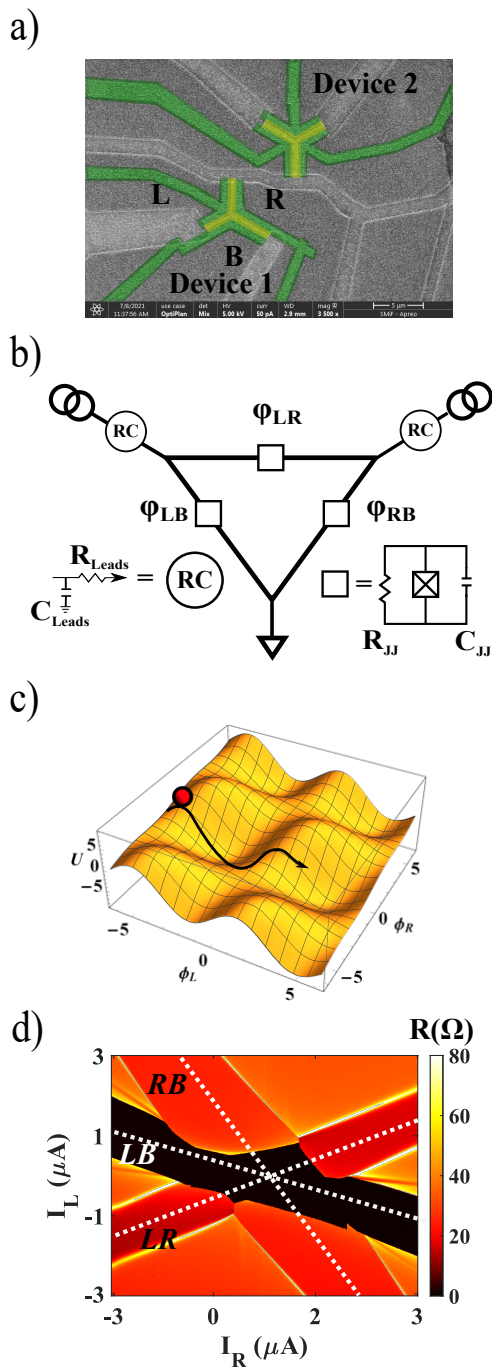 a)
Device 2
L
R
B
Device 1
7/8/2021 use case det HV curr WD mag
11:37:56 AM OptiPlan Mix 5.00 kV 50 pA 2.9 mm 3 500 x
5 µm
SMiF - Apreo
b)
φLR
RC
RC
φLB
φRB
RLeads
CLeads
= RC
=
RJJ
CJJ
c)
U
5
0
−5
−5
0
5
ϕL
5
0
−5
ϕR
d)
R(Ω)
RB
LB
LR
3
1
-1
-3
IL (µA)
-3
0
2
3
IR (µA)
80
60
40
20
0